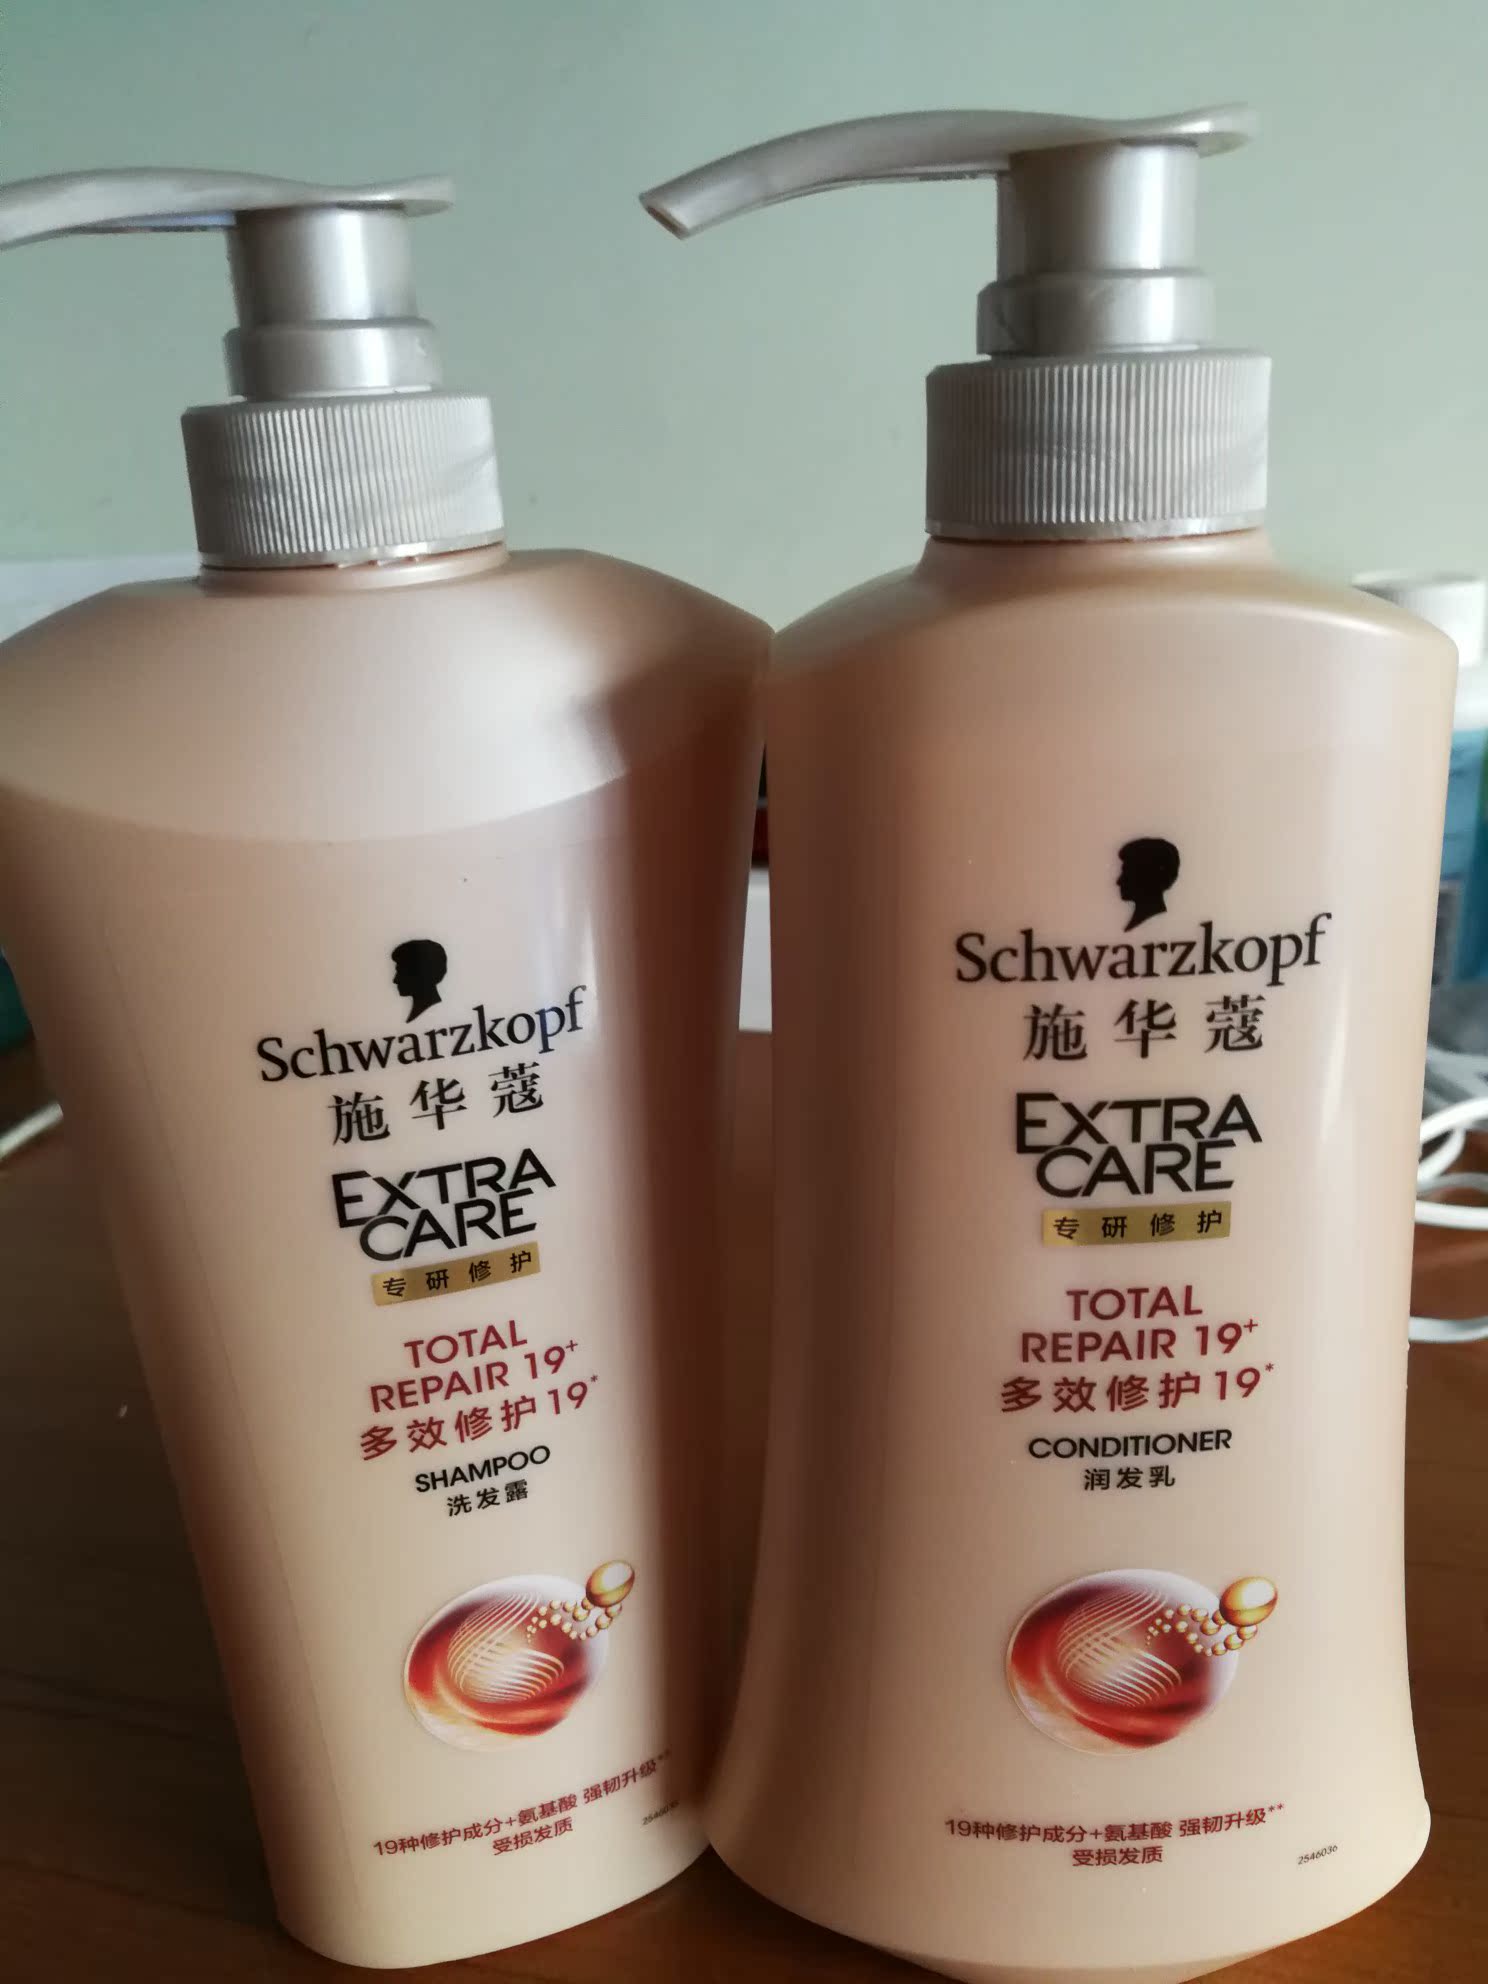 Schwarzkopf
施华蔻
EXTRA
CARE
专研修护
TOTAL
REPAIR 19+
多效修护19*
SHAMPOO
洗发露
19种修护成分+氨基酸 强韧升级**
受损发质
Schwarzkopf
施华蔻
EXTRA
CARE
专研修护
TOTAL
REPAIR 19+
多效修护19*
CONDITIONER
润发乳
19种修护成分+氨基酸 强韧升级**
受损发质
2546036